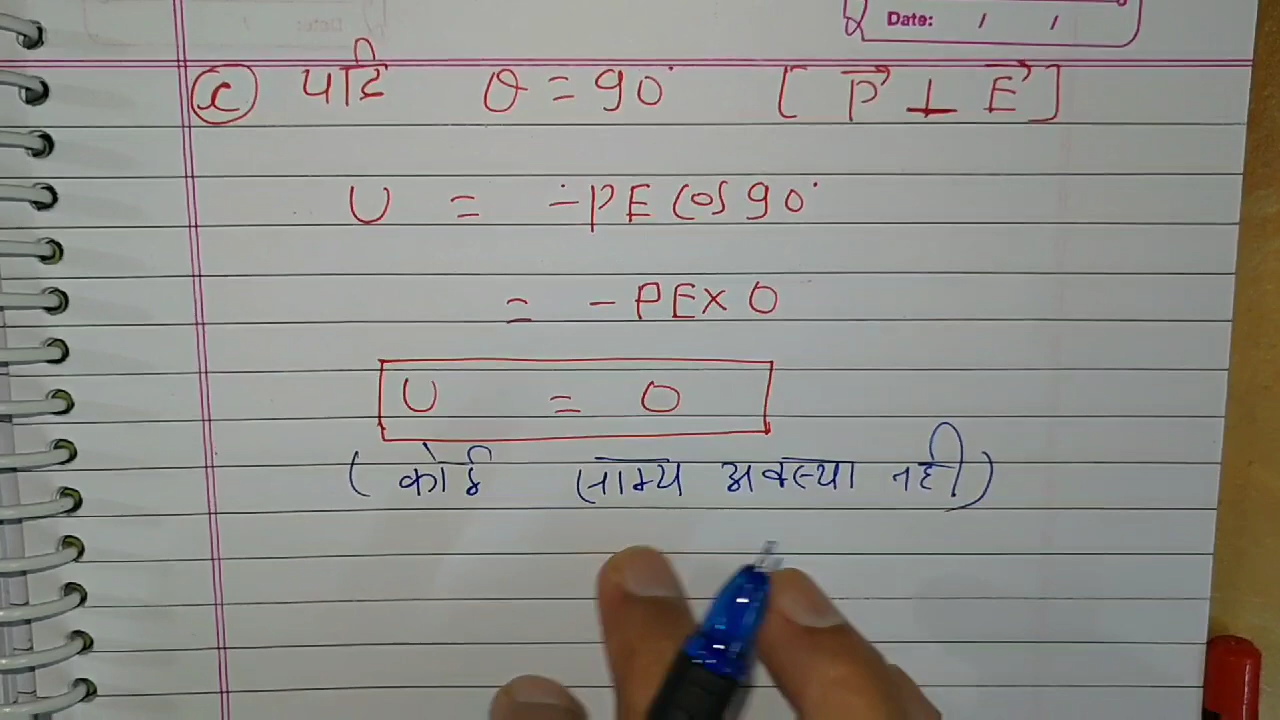 Date: / /
(c) यदि θ = 90° [ P⃗ ⊥ E⃗ ]
U = -PE Cos 90°
= - PE × 0
U = 0
( कोई साम्य अवस्था नही )